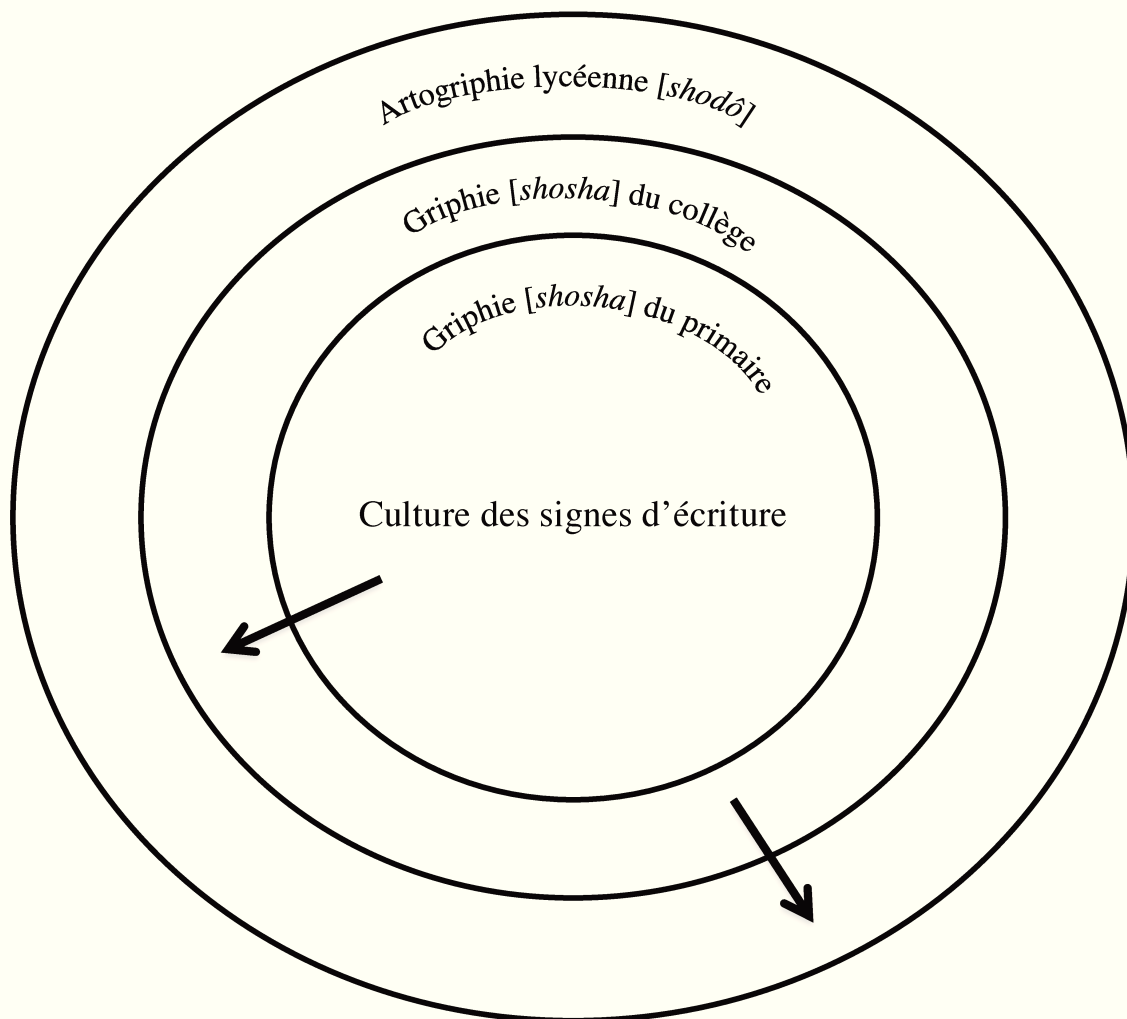 Artogriphie lycéenne [shodô]
Griphie [shosha] du collège
Griphie [shosha] du primaire
Culture des signes d’écriture